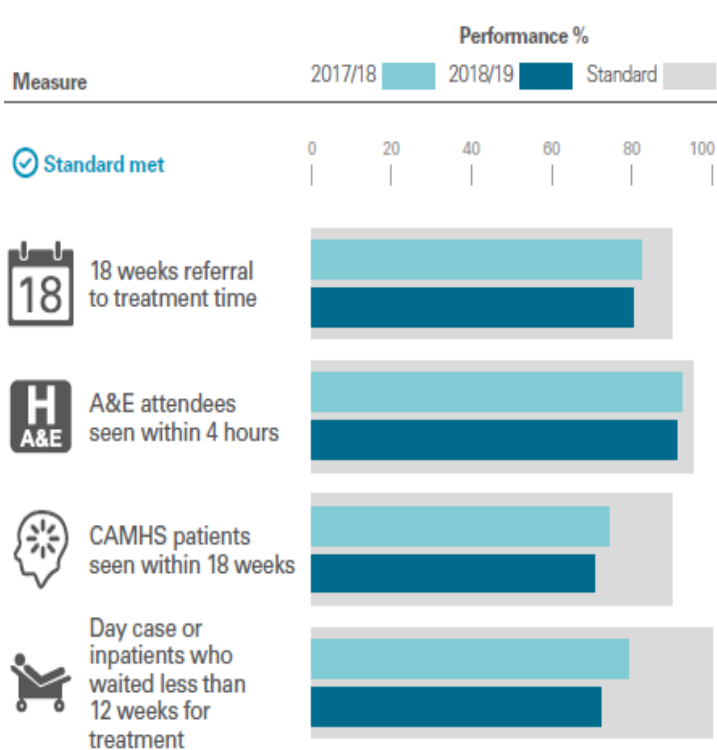 Performance %
Measure
2017/18
2018/19
Standard
Standard met
0 20 40 60 80 100
18
18 weeks referral
to treatment time
H
A&E
A&E attendees
seen within 4 hours
CAMHS patients
seen within 18 weeks
Day case or
inpatients who
waited less than
12 weeks for
treatment